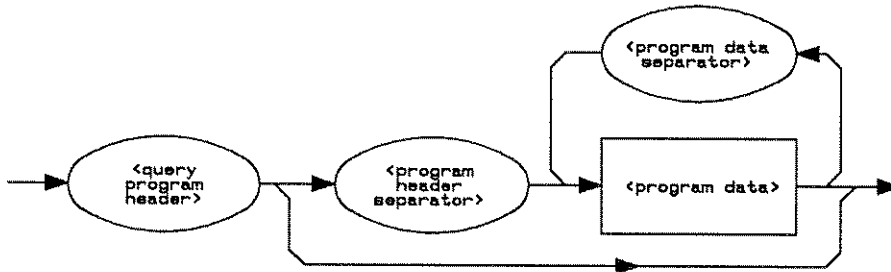 <program data
separator>
<query
program
header>
<program
header
separator>
<program data>